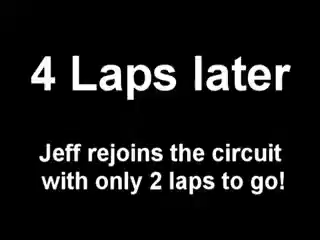 4 Laps later
Jeff rejoins the circuit
with only 2 laps to go!